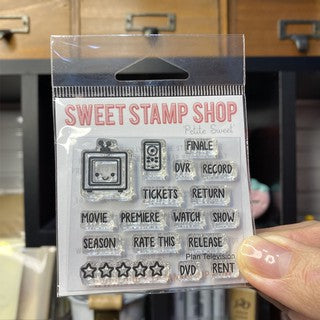 SWEET STAMP SHOP
Petite Sweet
FINALE
DVR RECORD
TICKETS RETURN
MOVIE PREMIERE WATCH SHOW
SEASON RATE THIS RELEASE
Plan Television
DVD RENT